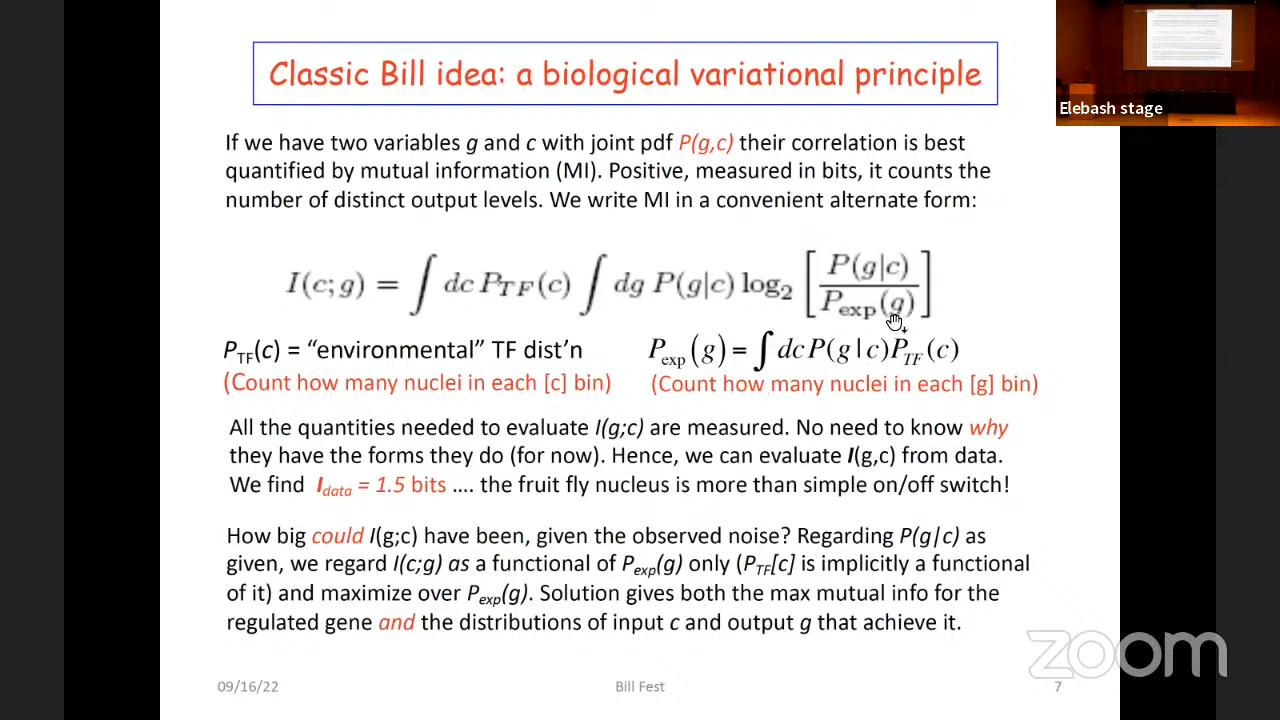 Classic Bill idea: a biological variational principle
Elebash stage
If we have two variables g and c with joint pdf P(g,c) their correlation is best
quantified by mutual information (MI). Positive, measured in bits, it counts the
number of distinct output levels. We write MI in a convenient alternate form:
I(c; g) = ∫ dc P_TF(c) ∫ dg P(g|c) log₂ [ P(g|c) / P_exp(g) ]
P_TF(c) = “environmental” TF dist’n
(Count how many nuclei in each [c] bin)
P_exp(g) = ∫ dc P(g | c) P_TF(c)
(Count how many nuclei in each [g] bin)
All the quantities needed to evaluate I(g;c) are measured. No need to know why
they have the forms they do (for now). Hence, we can evaluate I(g,c) from data.
We find I_data = 1.5 bits .... the fruit fly nucleus is more than simple on/off switch!
How big could I(g;c) have been, given the observed noise? Regarding P(g|c) as
given, we regard I(c;g) as a functional of P_exp(g) only (P_TF[c] is implicitly a functional
of it) and maximize over P_exp(g). Solution gives both the max mutual info for the
regulated gene and the distributions of input c and output g that achieve it.
zoom
09/16/22
Bill Fest
7